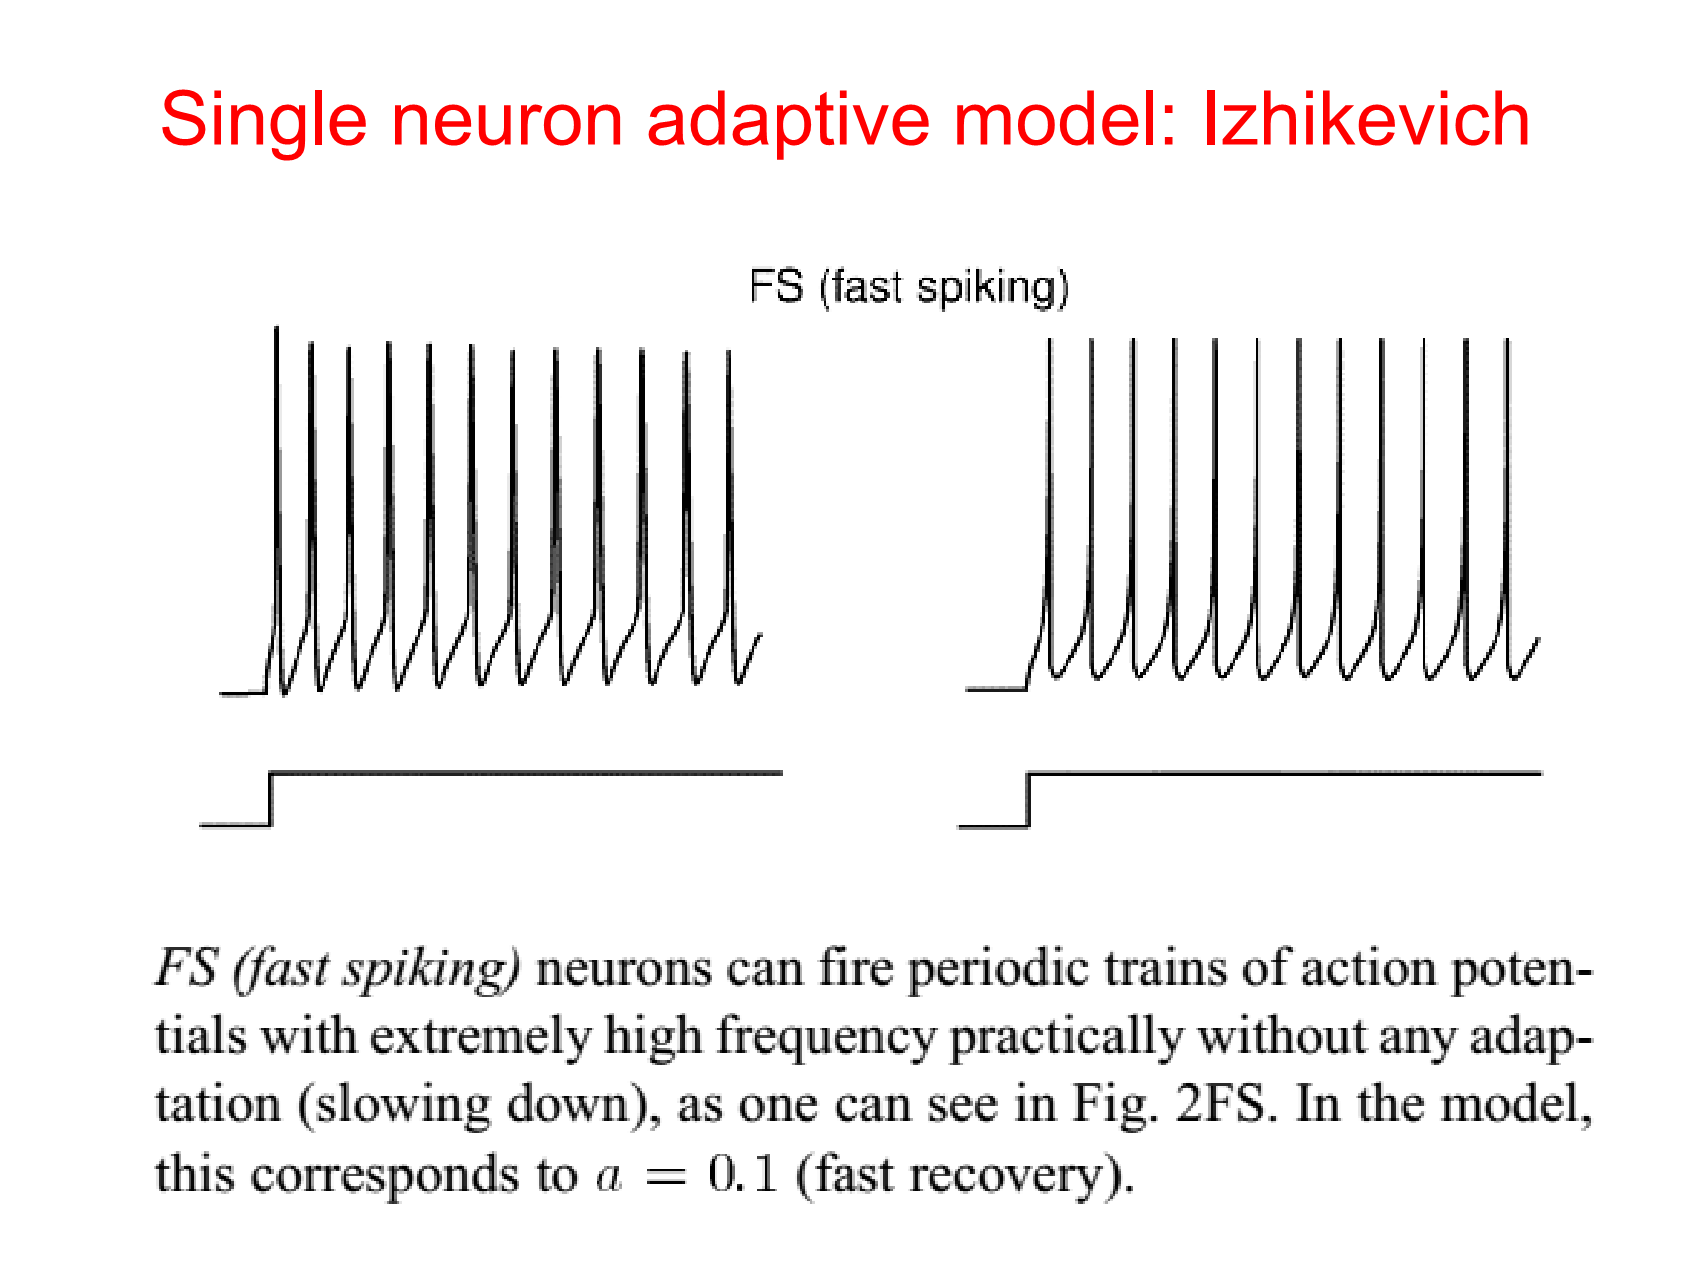 Single neuron adaptive model: Izhikevich
FS (fast spiking)
FS (fast spiking) neurons can fire periodic trains of action poten-
tials with extremely high frequency practically without any adap-
tation (slowing down), as one can see in Fig. 2FS. In the model,
this corresponds to a = 0.1 (fast recovery).